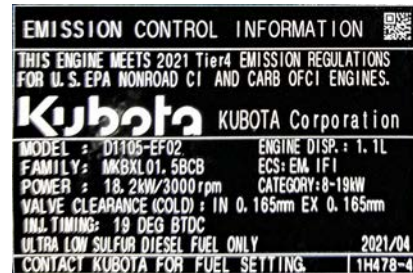 EMISSION CONTROL INFORMATION
THIS ENGINE MEETS 2021 Tier4 EMISSION REGULATIONS
FOR U.S. EPA NONROAD CI AND CARB OFCI ENGINES.
Kubota KUBOTA Corporation
MODEL : D1105-EF02 ENGINE DISP. : 1.1L
FAMILY: MKBXL01.5BCB ECS: EM, IFI
POWER : 18.2kW/3000rpm CATEGORY: 8-19kW
VALVE CLEARANCE (COLD) : IN 0.165mm EX 0.165mm
INJ. TIMING: 19 DEG BTDC
ULTRA LOW SULFUR DIESEL FUEL ONLY 2021/04
CONTACT KUBOTA FOR FUEL SETTING. 1H478-4